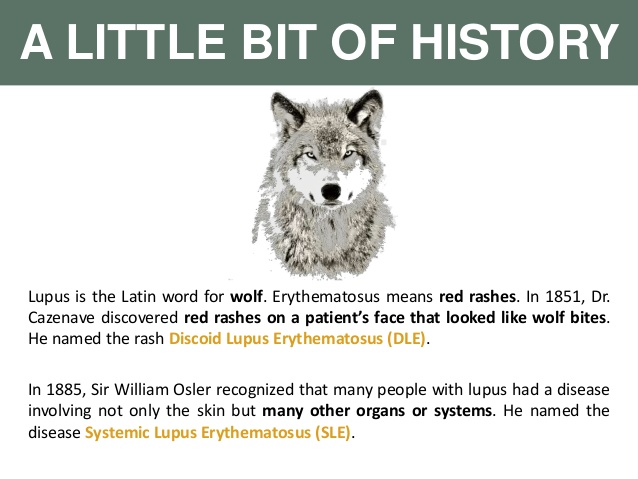 A LITTLE BIT OF HISTORY
Lupus is the Latin word for wolf. Erythematosus means red rashes. In 1851, Dr.
Cazenave discovered red rashes on a patient’s face that looked like wolf bites.
He named the rash Discoid Lupus Erythematosus (DLE).
In 1885, Sir William Osler recognized that many people with lupus had a disease
involving not only the skin but many other organs or systems. He named the
disease Systemic Lupus Erythematosus (SLE).